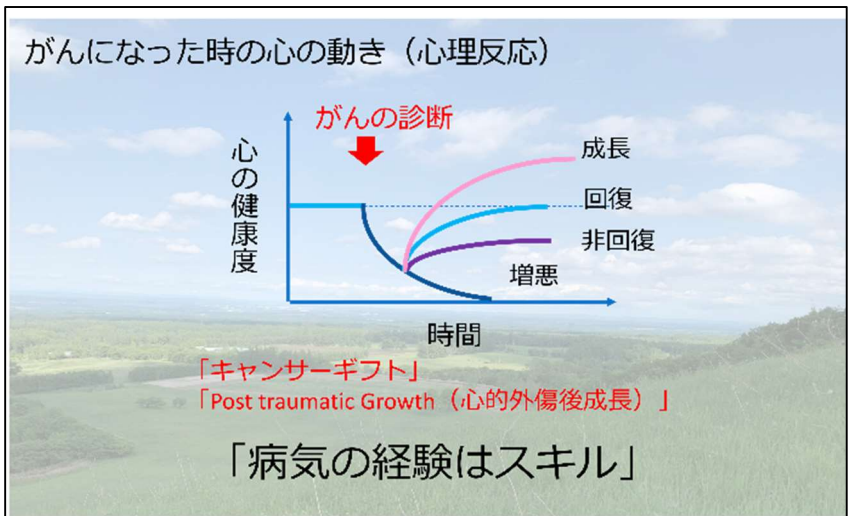 がんになった時の心の動き（心理反応）
がんの診断
心の健康度
成長
回復
非回復
増悪
時間
「キャンサーギフト」
「Post traumatic Growth（心的外傷後成長）」
「病気の経験はスキル」